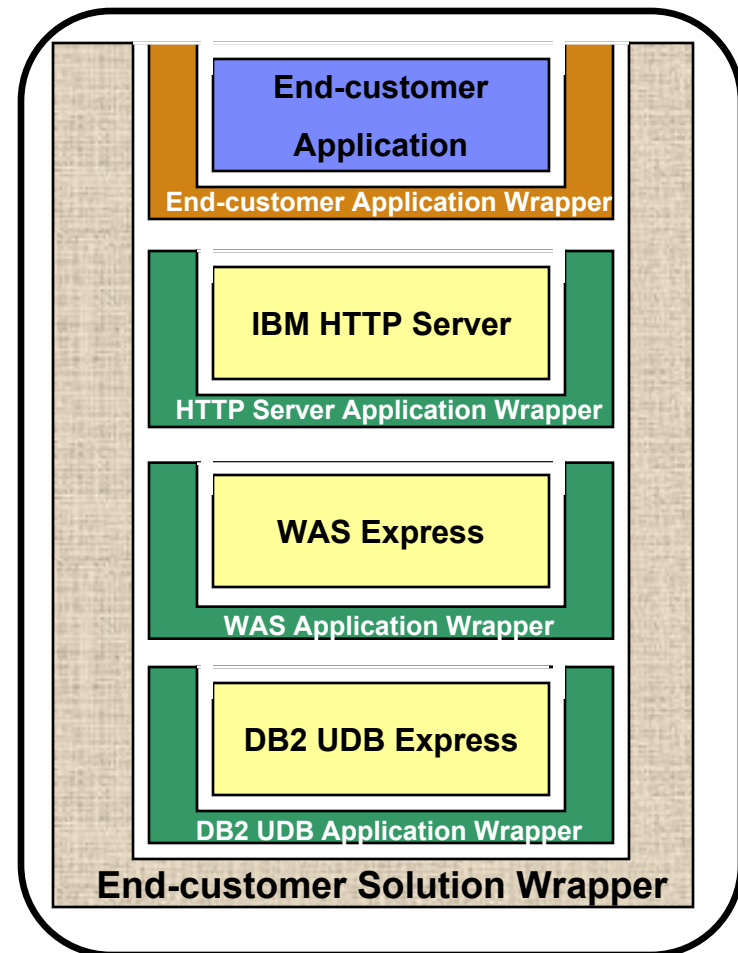 End-customer
Application
End-customer Application Wrapper
IBM HTTP Server
HTTP Server Application Wrapper
WAS Express
WAS Application Wrapper
DB2 UDB Express
DB2 UDB Application Wrapper
End-customer Solution Wrapper